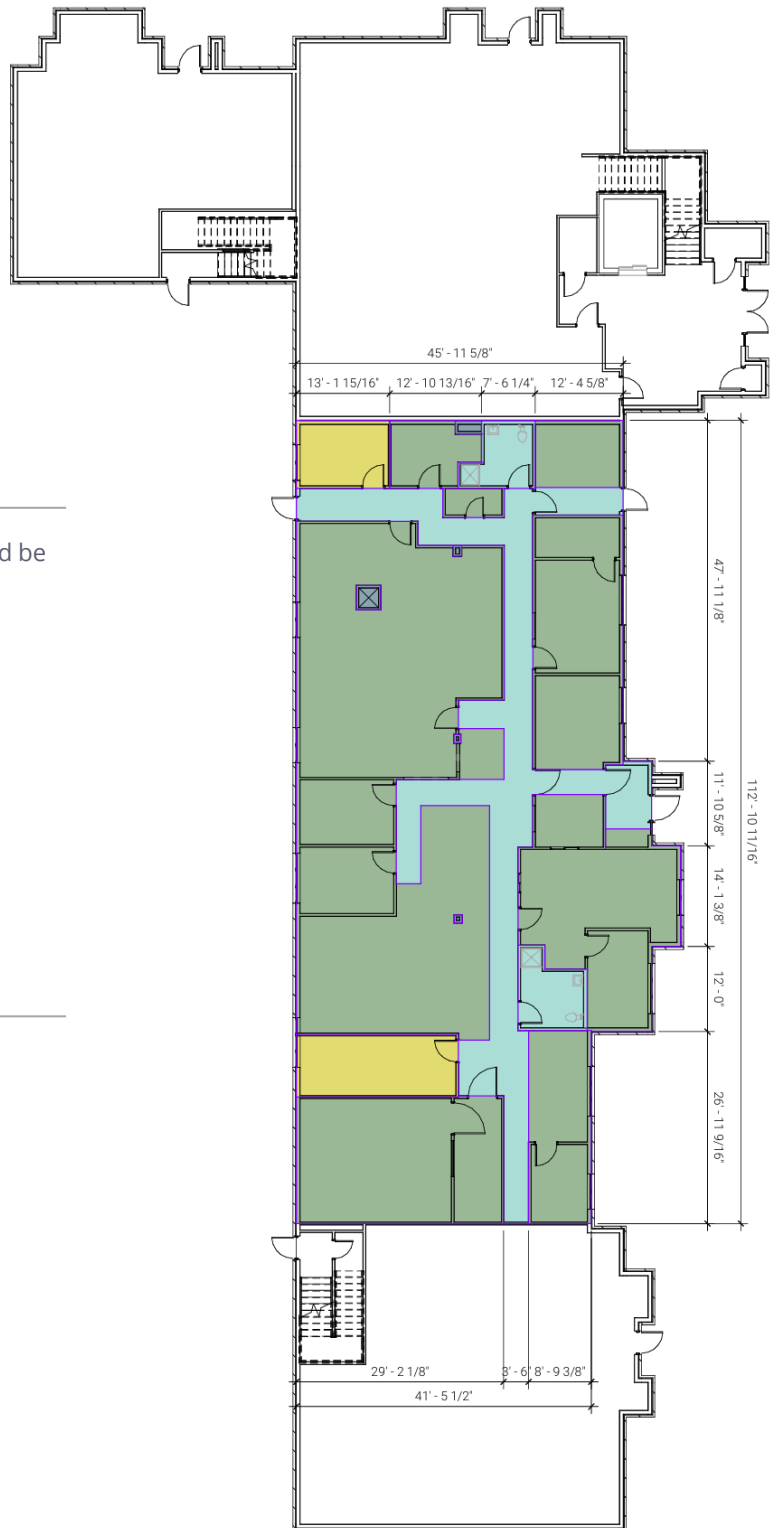 45' - 11 5/8"
13' - 1 15/16"
12' - 10 13/16"
7' - 6 1/4"
12' - 4 5/8"
d be
47' - 11 1/8"
112' - 10 11/16"
11' - 10 5/8"
14' - 1 3/8"
12' - 0"
26' - 11 9/16"
29' - 2 1/8"
3' - 6"
8' - 9 3/8"
41' - 5 1/2"